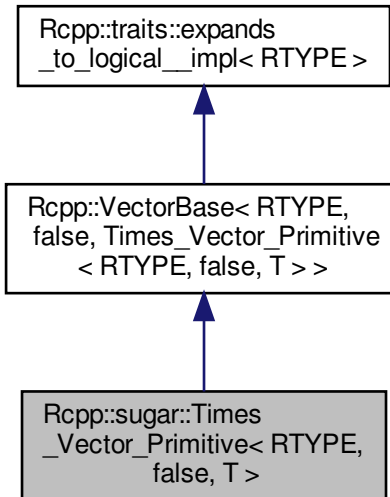 Rcpp::traits::expands
_to_logical__impl< RTYPE >
Rcpp::VectorBase< RTYPE,
false, Times_Vector_Primitive
< RTYPE, false, T > >
Rcpp::sugar::Times
_Vector_Primitive< RTYPE,
false, T >